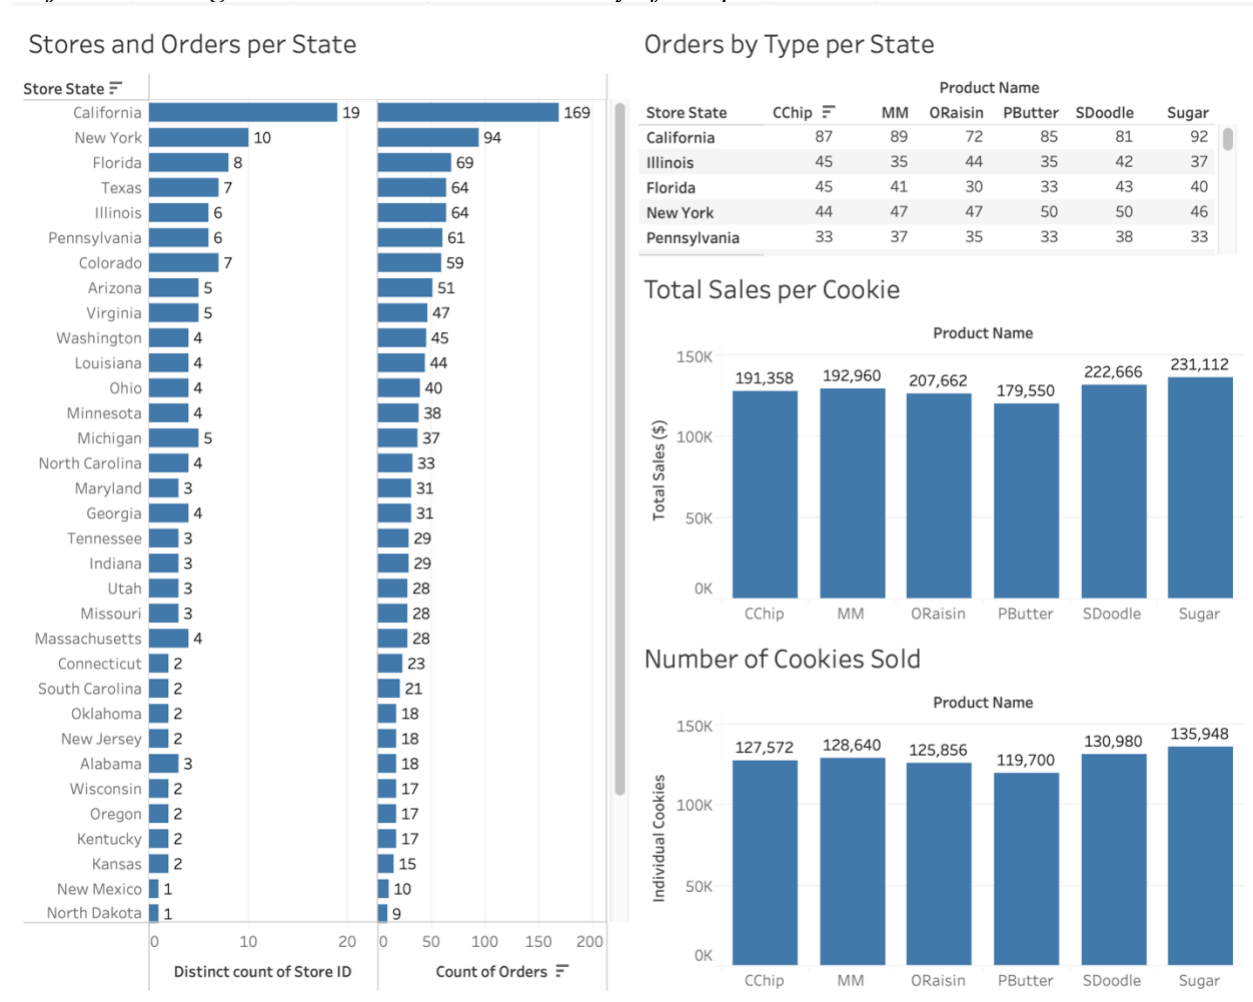 Stores and Orders per State
Store State
California 19 169
New York 10 94
Florida 8 69
Texas 7 64
Illinois 6 64
Pennsylvania 6 61
Colorado 7 59
Arizona 5 51
Virginia 5 47
Washington 4 45
Louisiana 4 44
Ohio 4 40
Minnesota 4 38
Michigan 5 37
North Carolina 4 33
Maryland 3 31
Georgia 4 31
Tennessee 3 29
Indiana 3 29
Utah 3 28
Missouri 3 28
Massachusetts 4 28
Connecticut 2 23
South Carolina 2 21
Oklahoma 2 18
New Jersey 2 18
Alabama 3 18
Wisconsin 2 17
Oregon 2 17
Kentucky 2 17
Kansas 2 15
New Mexico 1 10
North Dakota 1 9
0 10 20 0 50 100 150 200
Distinct count of Store ID Count of Orders
Orders by Type per State
Product Name
Store State CChip MM ORaisin PButter SDoodle Sugar
California 87 89 72 85 81 92
Illinois 45 35 44 35 42 37
Florida 45 41 30 33 43 40
New York 44 47 47 50 50 46
Pennsylvania 33 37 35 33 38 33
Total Sales per Cookie
Product Name
150K
100K
50K
0K
Total Sales ($)
191,358 192,960 207,662 179,550 222,666 231,112
CChip MM ORaisin PButter SDoodle Sugar
Number of Cookies Sold
Product Name
150K
100K
50K
0K
Individual Cookies
127,572 128,640 125,856 119,700 130,980 135,948
CChip MM ORaisin PButter SDoodle Sugar